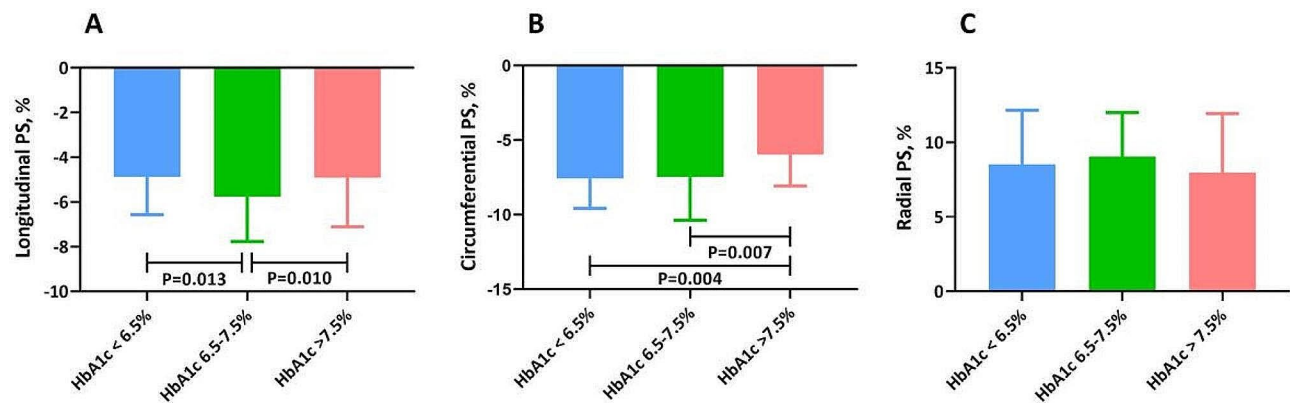 A
Longitudinal PS, %
0
-2
-4
-6
-8
-10
P=0.013
P=0.010
HbA1c < 6.5%
HbA1c 6.5-7.5%
HbA1c >7.5%
B
Circumferential PS, %
0
-5
-10
-15
P=0.007
P=0.004
HbA1c < 6.5%
HbA1c 6.5-7.5%
HbA1c >7.5%
C
Radial PS, %
15
10
5
0
HbA1c < 6.5%
HbA1c 6.5-7.5%
HbA1c > 7.5%